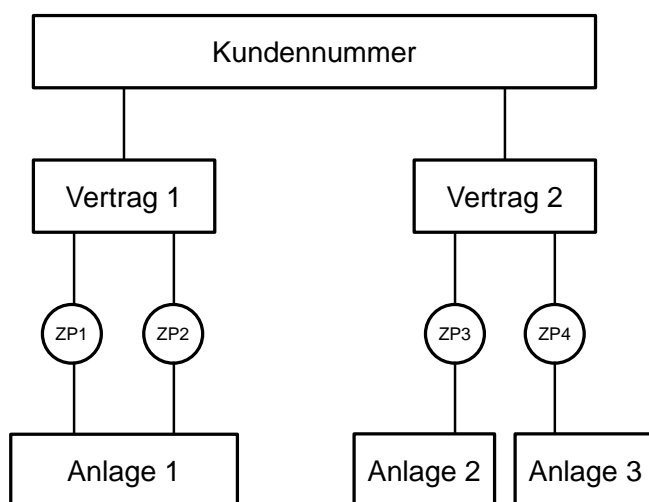 Kundennummer
Vertrag 1
Vertrag 2
ZP1
ZP2
ZP3
ZP4
Anlage 1
Anlage 2
Anlage 3